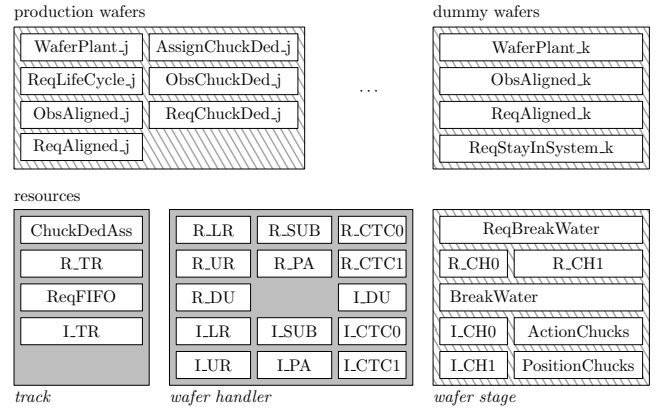 production wafers
dummy wafers
WaferPlant_j AssignChuckDed_j
ReqLifeCycle_j ObsChuckDed_j
ObsAligned_j ReqChuckDed_j
ReqAligned_j
...
WaferPlant_k
ObsAligned_k
ReqAligned_k
ReqStayInSystem_k
resources
ChuckDedAss
R_TR
ReqFIFO
I_TR
track
R_LR R_SUB R_CTC0
R_UR R_PA R_CTC1
R_DU I_DU
I_LR I_SUB I_CTC0
I_UR I_PA I_CTC1
wafer handler
ReqBreakWater
R_CH0 R_CH1
BreakWater
I_CH0 ActionChucks
I_CH1 PositionChucks
wafer stage